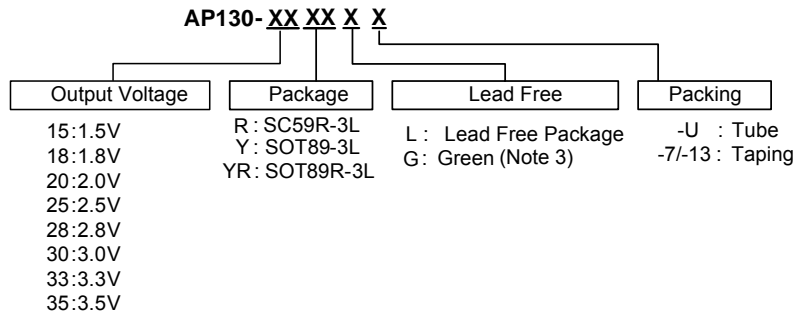 AP130- XX XX X X
Output Voltage
15:1.5V
18:1.8V
20:2.0V
25:2.5V
28:2.8V
30:3.0V
33:3.3V
35:3.5V
Package
R : SC59R-3L
Y : SOT89-3L
YR : SOT89R-3L
Lead Free
L : Lead Free Package
G : Green (Note 3)
Packing
-U : Tube
-7/-13 : Taping